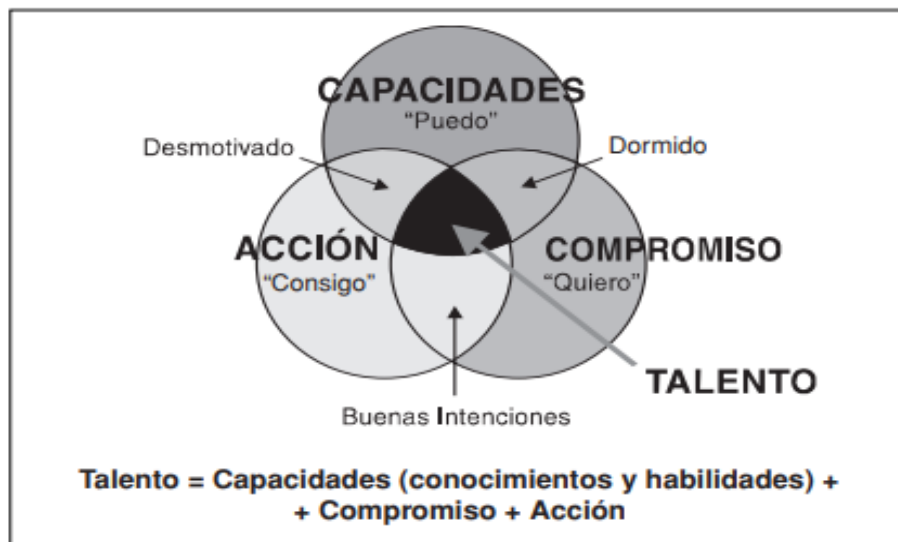 CAPACIDADES
“Puedo”
Desmotivado
Dormido
ACCIÓN
“Consigo”
COMPROMISO
“Quiero”
TALENTO
Buenas Intenciones
Talento = Capacidades (conocimientos y habilidades) +
+ Compromiso + Acción